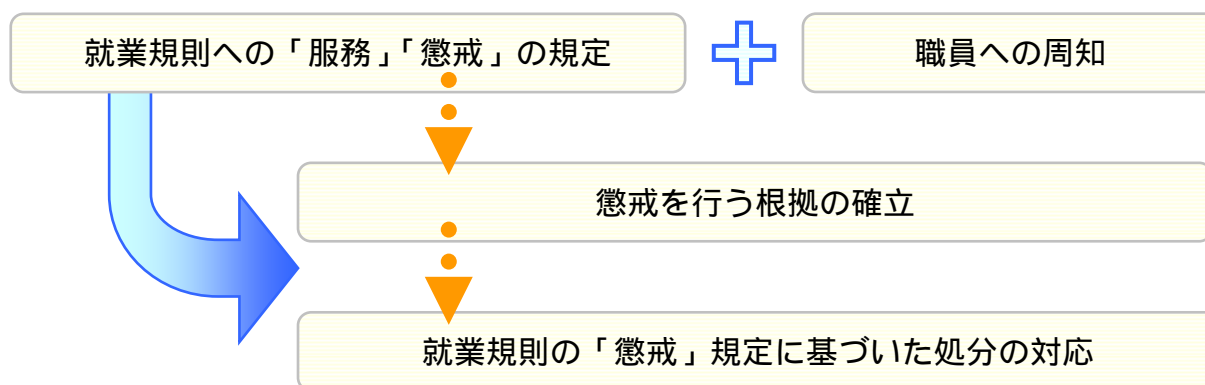 就業規則への「服務」「懲戒」の規定
職員への周知
懲戒を行う根拠の確立
就業規則の「懲戒」規定に基づいた処分の対応